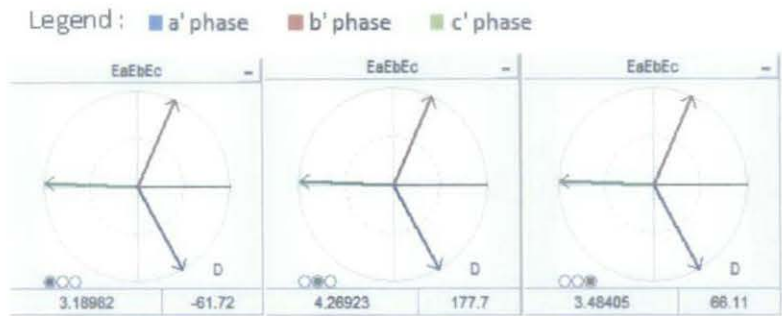 Legend : a' phase b' phase c' phase
EaEbEc - EaEbEc - EaEbEc -
D D D
3.18982 -61.72 4.26923 177.7 3.48405 66.11